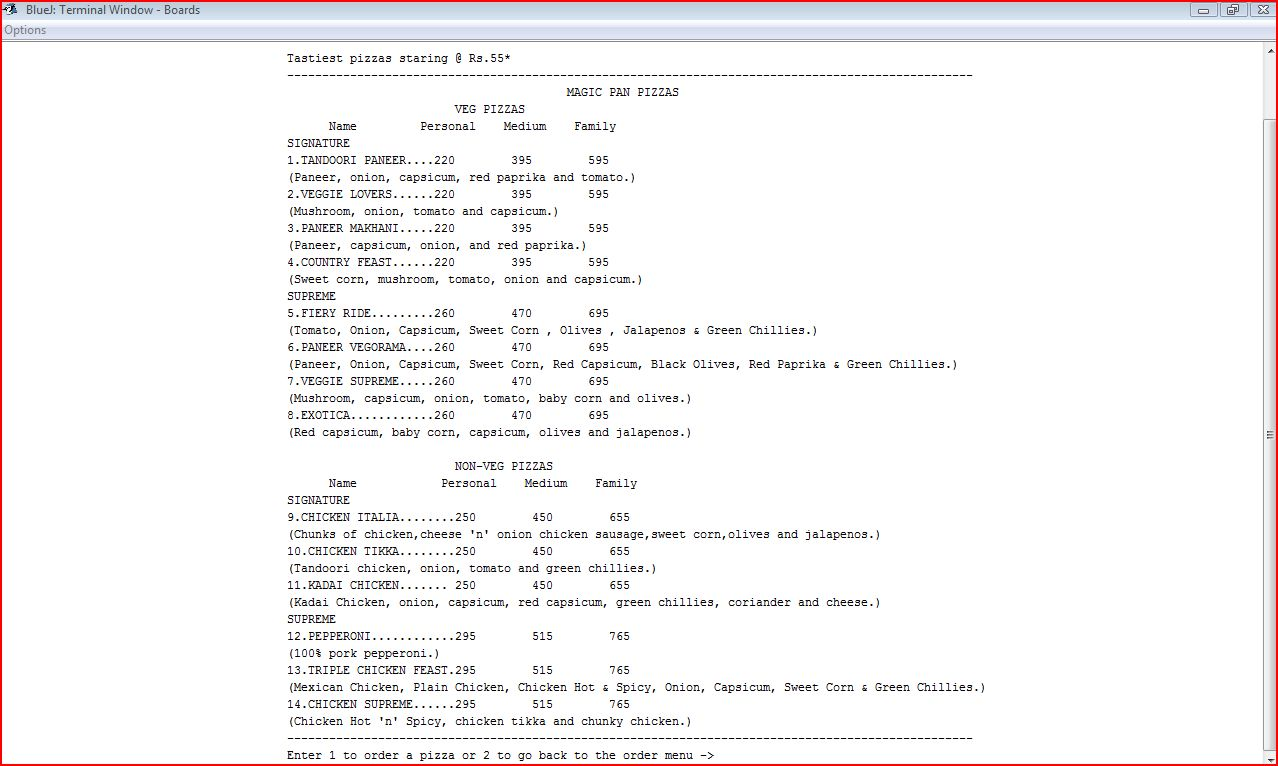 BlueJ: Terminal Window - Boards
Options
Tastiest pizzas staring @ Rs.55*
--------------------------------------------------------------------------------------------------
MAGIC PAN PIZZAS
VEG PIZZAS
Name Personal Medium Family
SIGNATURE
1.TANDOORI PANEER....220 395 595
(Paneer, onion, capsicum, red paprika and tomato.)
2.VEGGIE LOVERS......220 395 595
(Mushroom, onion, tomato and capsicum.)
3.PANEER MAKHANI.....220 395 595
(Paneer, capsicum, onion, and red paprika.)
4.COUNTRY FEAST......220 395 595
(Sweet corn, mushroom, tomato, onion and capsicum.)
SUPREME
5.FIERY RIDE.........260 470 695
(Tomato, Onion, Capsicum, Sweet Corn , Olives , Jalapenos & Green Chillies.)
6.PANEER VEGORAMA....260 470 695
(Paneer, Onion, Capsicum, Sweet Corn, Red Capsicum, Black Olives, Red Paprika & Green Chillies.)
7.VEGGIE SUPREME.....260 470 695
(Mushroom, capsicum, onion, tomato, baby corn and olives.)
8.EXOTICA............260 470 695
(Red capsicum, baby corn, capsicum, olives and jalapenos.)
NON-VEG PIZZAS
Name Personal Medium Family
SIGNATURE
9.CHICKEN ITALIA........250 450 655
(Chunks of chicken,cheese 'n' onion chicken sausage,sweet corn,olives and jalapenos.)
10.CHICKEN TIKKA........250 450 655
(Tandoori chicken, onion, tomato and green chillies.)
11.KADAI CHICKEN....... 250 450 655
(Kadai Chicken, onion, capsicum, red capsicum, green chillies, coriander and cheese.)
SUPREME
12.PEPPERONI............295 515 765
(100% pork pepperoni.)
13.TRIPLE CHICKEN FEAST.295 515 765
(Mexican Chicken, Plain Chicken, Chicken Hot & Spicy, Onion, Capsicum, Sweet Corn & Green Chillies.)
14.CHICKEN SUPREME......295 515 765
(Chicken Hot 'n' Spicy, chicken tikka and chunky chicken.)
--------------------------------------------------------------------------------------------------
Enter 1 to order a pizza or 2 to go back to the order menu ->